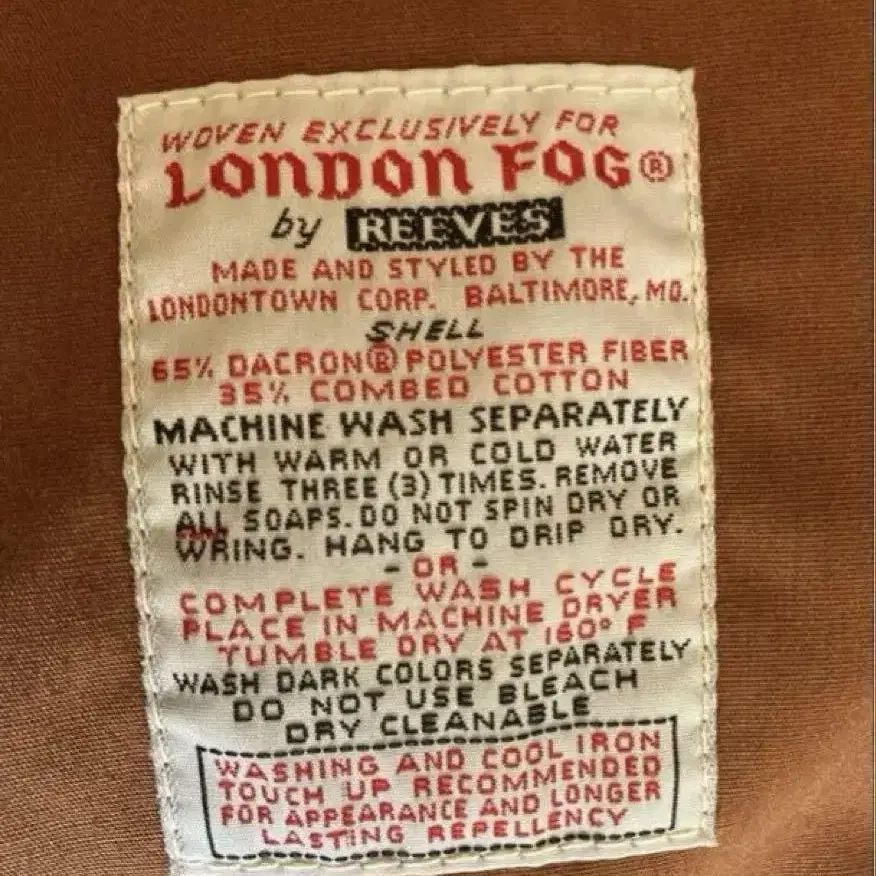 WOVEN EXCLUSIVELY FOR
LONDON FOG®
by REEVES
MADE AND STYLED BY THE
LONDONTOWN CORP. BALTIMORE, MD.
SHELL
65% DACRON® POLYESTER FIBER
35% COMBED COTTON
MACHINE WASH SEPARATELY
WITH WARM OR COLD WATER
RINSE THREE (3) TIMES. REMOVE
ALL SOAPS. DO NOT SPIN DRY OR
WRING. HANG TO DRIP DRY.
- OR -
COMPLETE WASH CYCLE
PLACE IN MACHINE DRYER
TUMBLE DRY AT 160° F
WASH DARK COLORS SEPARATELY
DO NOT USE BLEACH
DRY CLEANABLE
WASHING AND COOL IRON
TOUCH UP RECOMMENDED
FOR APPEARANCE AND LONGER
LASTING REPELLENCY